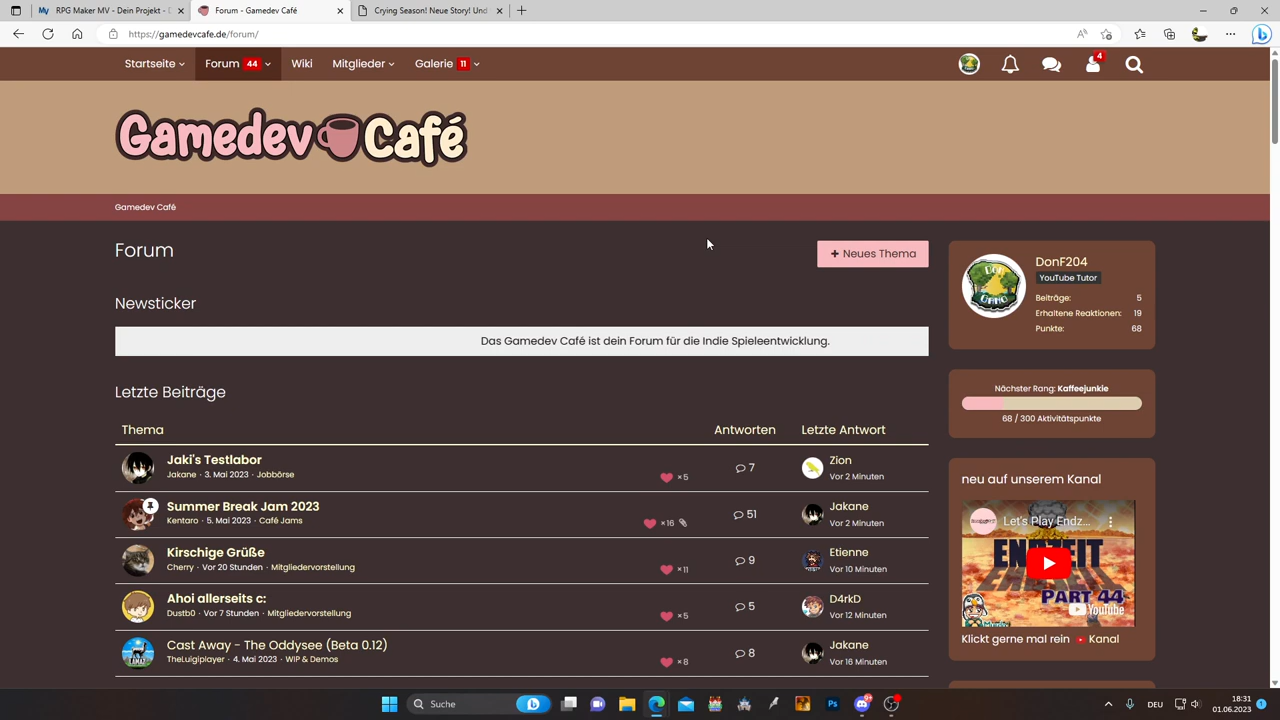 RPG Maker MV - Dein Projekt - D
Forum - Gamedev Café
Crying Season! Neue Story! Und
https://gamedevcafe.de/forum/
Startseite Forum 44 Wiki Mitglieder Galerie 11 4
Gamedev Café
Gamedev Café
Forum
+ Neues Thema
Newsticker
Das Gamedev Café ist dein Forum für die Indie Spieleentwicklung.
Letzte Beiträge
Thema Antworten Letzte Antwort
Jaki's Testlabor
Jakane · 3. Mai 2023 · Jobbörse
×5
7
Zion
Vor 2 Minuten
Summer Break Jam 2023
Kentaro · 5. Mai 2023 · Café Jams
×16
51
Jakane
Vor 2 Minuten
Kirschige Grüße
Cherry · Vor 20 Stunden · Mitgliedervorstellung
×11
9
Etienne
Vor 10 Minuten
Ahoi allerseits c:
Dustb0 · Vor 7 Stunden · Mitgliedervorstellung
×5
5
D4rkD
Vor 12 Minuten
Cast Away - The Oddysee (Beta 0.12)
TheLuigiplayer · 4. Mai 2023 · WIP & Demos
×8
8
Jakane
Vor 16 Minuten
DonF204
YouTube Tutor
Beiträge: 5
Erhaltene Reaktionen: 19
Punkte: 68
Nächster Rang: Kaffeejunkie
68 / 300 Aktivitätspunkte
neu auf unserem Kanal
Let's Play Endz...
ENDZEIT
PART 44
YouTube
Klickt gerne mal rein Kanal
Suche
DEU
18:31
01.06.2023